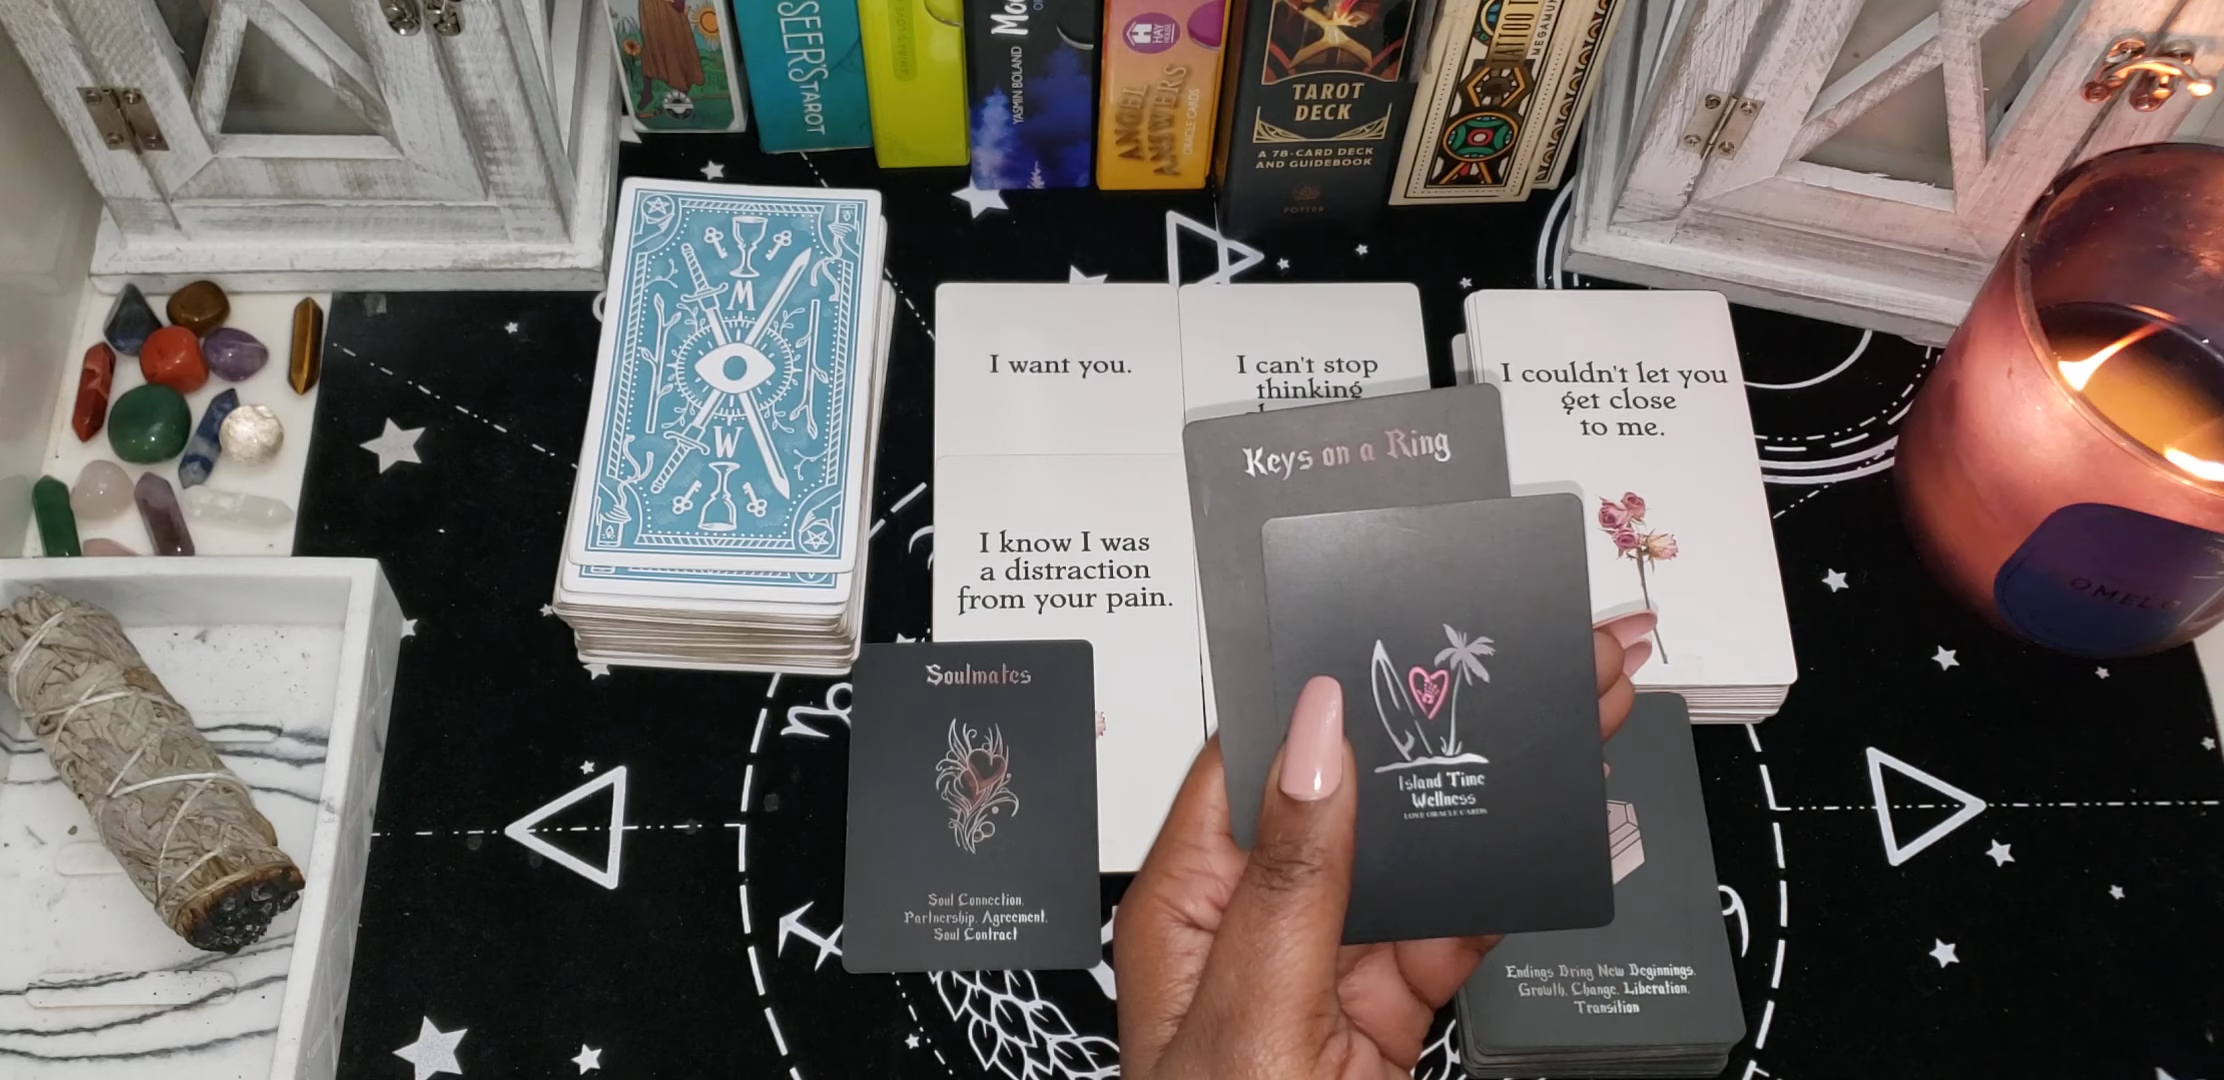 SEER'S TAROT
YASMIN BOLAND
HAY
HOUSE
ANGEL
ANSWERS
ORACLE CARDS
TAROT
DECK
A 78-CARD DECK
AND GUIDEBOOK
POTTER
TATTOO
M
W
I want you.
I can't stop
thinking
I couldn't let you
get close
to me.
I know I was
a distraction
from your pain.
Keys on a Ring
Soulmates
Soul Connection,
Partnership, Agreement,
Soul Contract
Island Time
Wellness
LOVE ORACLE CARDS
Endings Bring New Beginnings,
Growth, Change, Liberation,
Transition